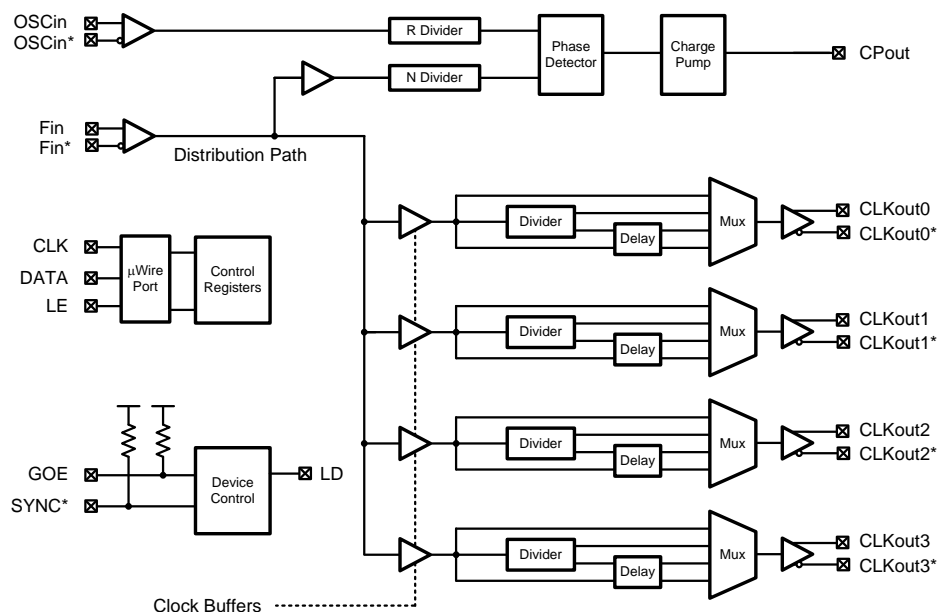 OSCin
OSCin*
R Divider
N Divider
Phase
Detector
Charge
Pump
CPout
Fin
Fin*
Distribution Path
CLK
DATA
LE
µWire
Port
Control
Registers
Divider
Delay
Mux
CLKout0
CLKout0*
Divider
Delay
Mux
CLKout1
CLKout1*
Divider
Delay
Mux
CLKout2
CLKout2*
GOE
SYNC*
Device
Control
LD
Divider
Delay
Mux
CLKout3
CLKout3*
Clock Buffers